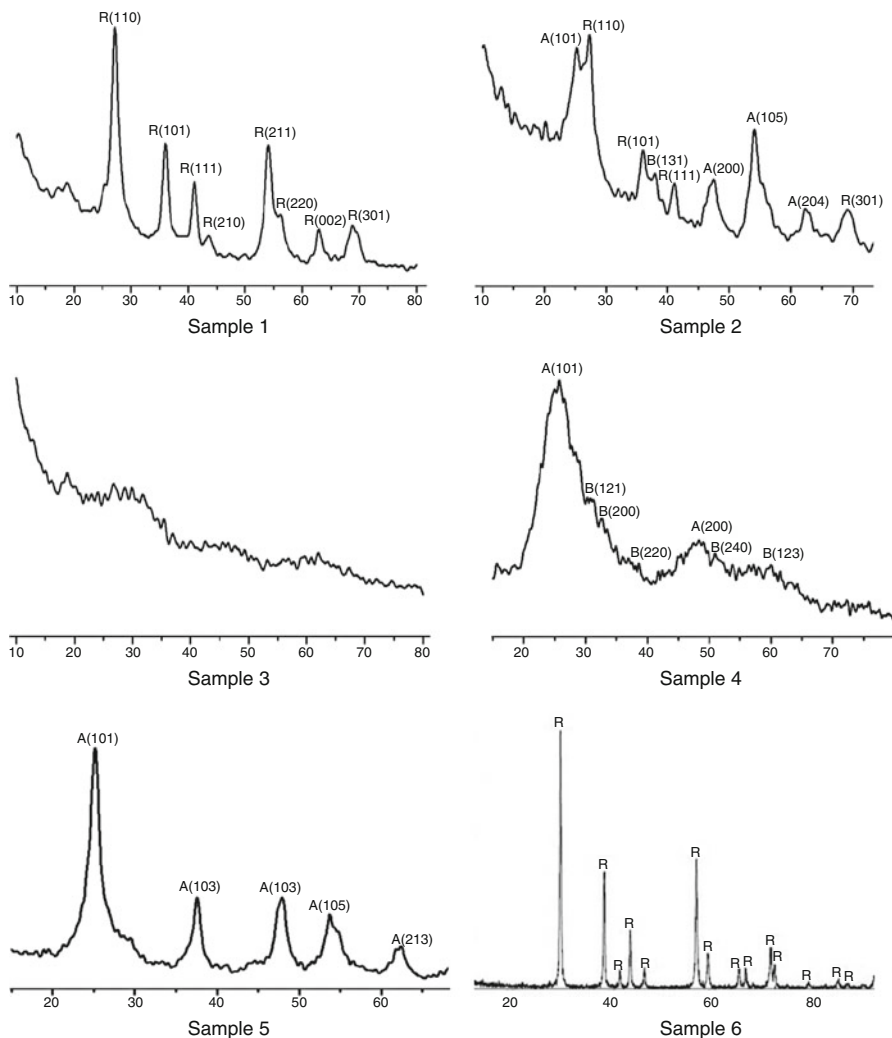 R(110)
R(101)
R(111)
R(210)
R(211)
R(220)
R(002)
R(301)
10 20 30 40 50 60 70 80
Sample 1
A(101)
R(110)
R(101)
B(131)
R(111)
A(200)
A(105)
A(204)
R(301)
10 20 30 40 50 60 70
Sample 2
10 20 30 40 50 60 70 80
Sample 3
A(101)
B(121)
B(200)
B(220)
A(200)
B(240)
B(123)
20 30 40 50 60 70
Sample 4
A(101)
A(103)
A(103)
A(105)
A(213)
20 30 40 50 60
Sample 5
R
R
R
R
R
R
R
R
R
R
R
R
R
R
20 40 60 80
Sample 6